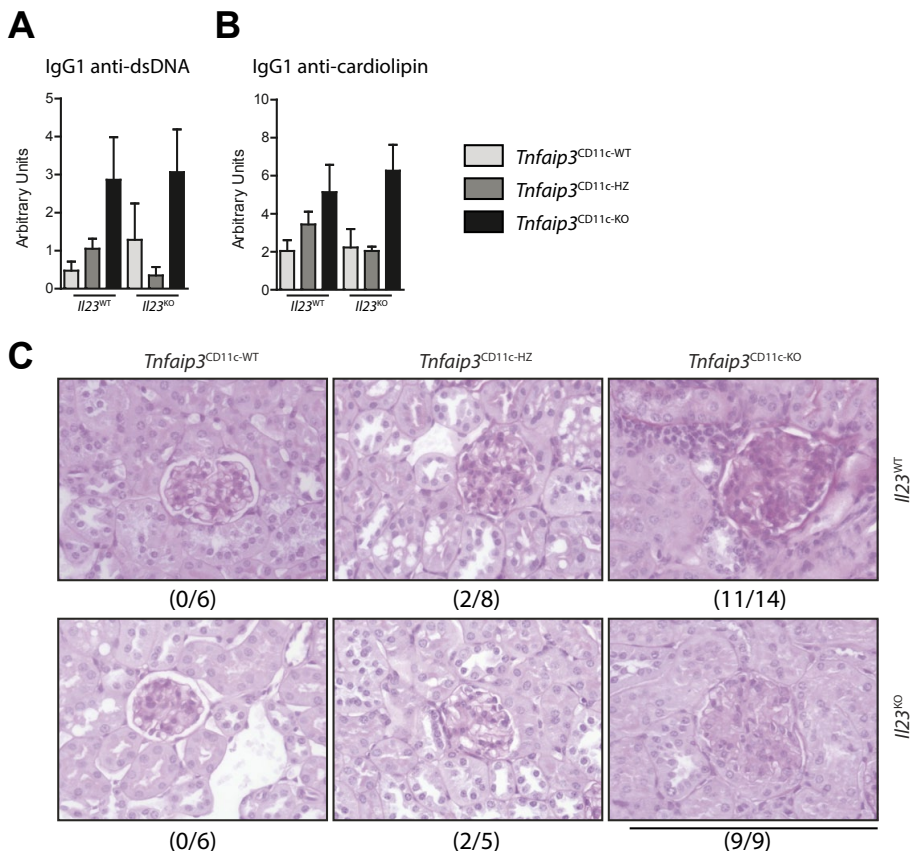 A
B
IgG1 anti-dsDNA
IgG1 anti-cardiolipin
5
4
3
2
1
0
Arbitrary Units
Il23WT
Il23KO
10
8
6
4
2
0
Arbitrary Units
Il23WT
Il23KO
Tnfaip3CD11c-WT
Tnfaip3CD11c-HZ
Tnfaip3CD11c-KO
C
Tnfaip3CD11c-WT
Tnfaip3CD11c-HZ
Tnfaip3CD11c-KO
Il23WT
(0/6)
(2/8)
(11/14)
Il23KO
(0/6)
(2/5)
(9/9)